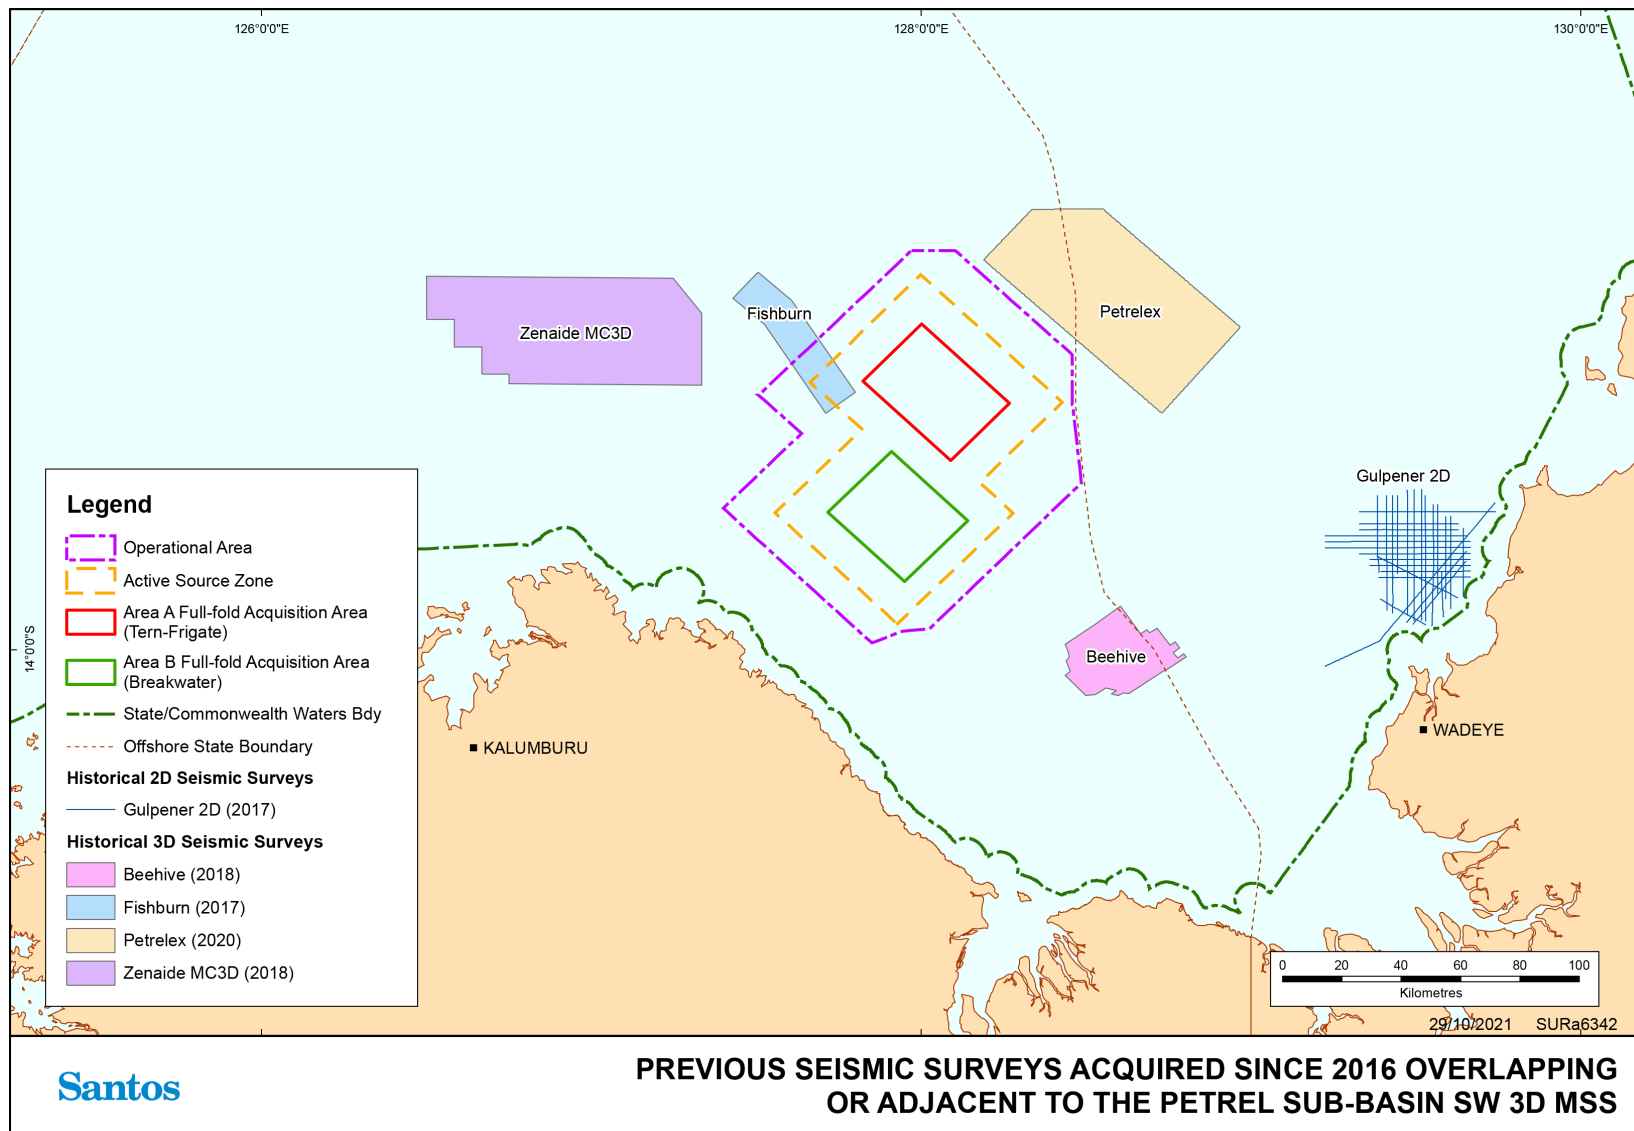 126°0'0"E
128°0'0"E
130°0'0"E
Zenaide MC3D
Fishburn
Petrelex
Gulpener 2D
Beehive
14°0'0"S
KALUMBURU
WADEYE
Legend
Operational Area
Active Source Zone
Area A Full-fold Acquisition Area
(Tern-Frigate)
Area B Full-fold Acquisition Area
(Breakwater)
State/Commonwealth Waters Bdy
Offshore State Boundary
Historical 2D Seismic Surveys
Gulpener 2D (2017)
Historical 3D Seismic Surveys
Beehive (2018)
Fishburn (2017)
Petrelex (2020)
Zenaide MC3D (2018)
0 20 40 60 80 100
Kilometres
29/10/2021 SURa6342
Santos
PREVIOUS SEISMIC SURVEYS ACQUIRED SINCE 2016 OVERLAPPING
OR ADJACENT TO THE PETREL SUB-BASIN SW 3D MSS